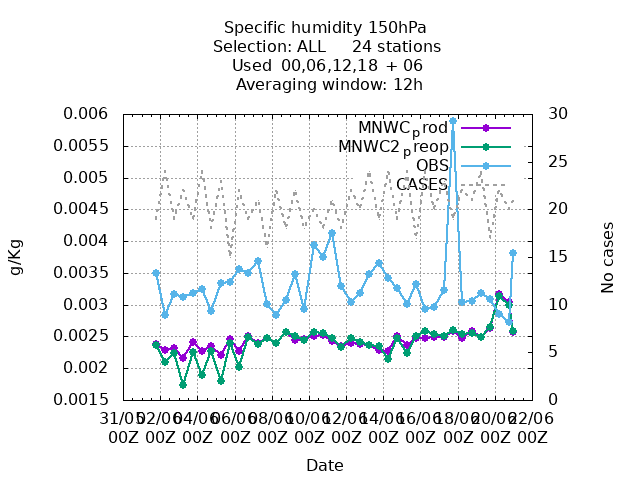 Specific humidity 150hPa
Selection: ALL     24 stations
Used  00,06,12,18  + 06
Averaging window: 12h
g/Kg
0.006
0.0055
0.005
0.0045
0.004
0.0035
0.003
0.0025
0.002
0.0015
MNWCprod
MNWC2preop
OBS
CASES
30
25
20
15
10
5
0
No cases
31/05 02/06 04/06 06/06 08/06 10/06 12/06 14/06 16/06 18/06 20/06 22/06
00Z 00Z 00Z 00Z 00Z 00Z 00Z 00Z 00Z 00Z 00Z 00Z
Date